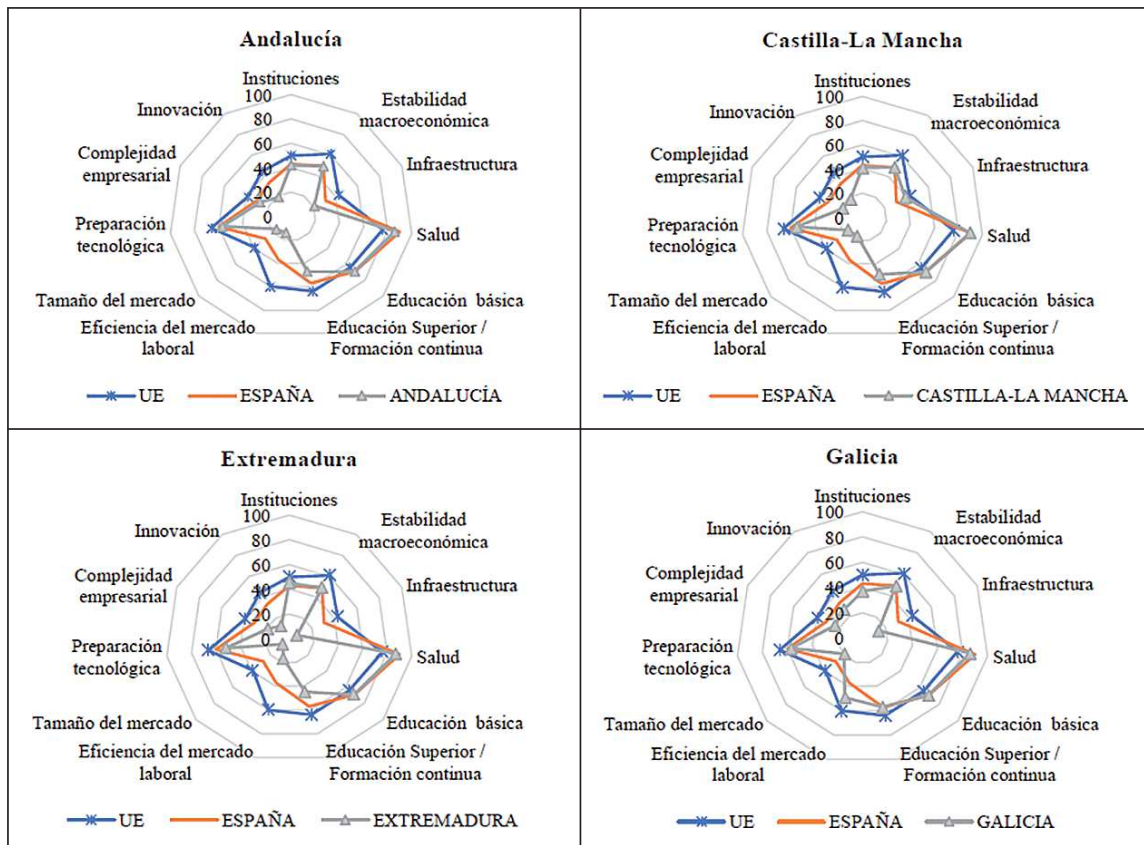 Andalucía
Instituciones
Estabilidad
macroeconómica
Infraestructura
Salud
Educación básica
Educación Superior /
Formación continua
Eficiencia del mercado
laboral
Tamaño del mercado
Preparación
tecnológica
Complejidad
empresarial
Innovación
100
80
60
40
20
0
UE
ESPAÑA
ANDALUCÍA
Castilla-La Mancha
Instituciones
Estabilidad
macroeconómica
Infraestructura
Salud
Educación básica
Educación Superior /
Formación continua
Eficiencia del mercado
laboral
Tamaño del mercado
Preparación
tecnológica
Complejidad
empresarial
Innovación
100
80
60
40
20
0
UE
ESPAÑA
CASTILLA-LA MANCHA
Extremadura
Instituciones
Estabilidad
macroeconómica
Infraestructura
Salud
Educación básica
Educación Superior /
Formación continua
Eficiencia del mercado
laboral
Tamaño del mercado
Preparación
tecnológica
Complejidad
empresarial
Innovación
100
80
60
40
20
0
UE
ESPAÑA
EXTREMADURA
Galicia
Instituciones
Estabilidad
macroeconómica
Infraestructura
Salud
Educación básica
Educación Superior /
Formación continua
Eficiencia del mercado
laboral
Tamaño del mercado
Preparación
tecnológica
Complejidad
empresarial
Innovación
100
80
60
40
20
0
UE
ESPAÑA
GALICIA